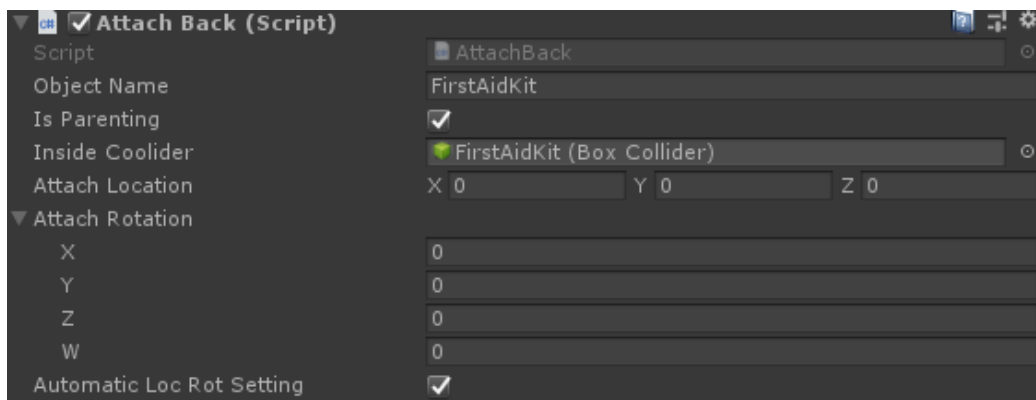 Attach Back (Script)
Script AttachBack
Object Name FirstAidKit
Is Parenting
Inside Coolider FirstAidKit (Box Collider)
Attach Location X 0 Y 0 Z 0
Attach Rotation
X 0
Y 0
Z 0
W 0
Automatic Loc Rot Setting